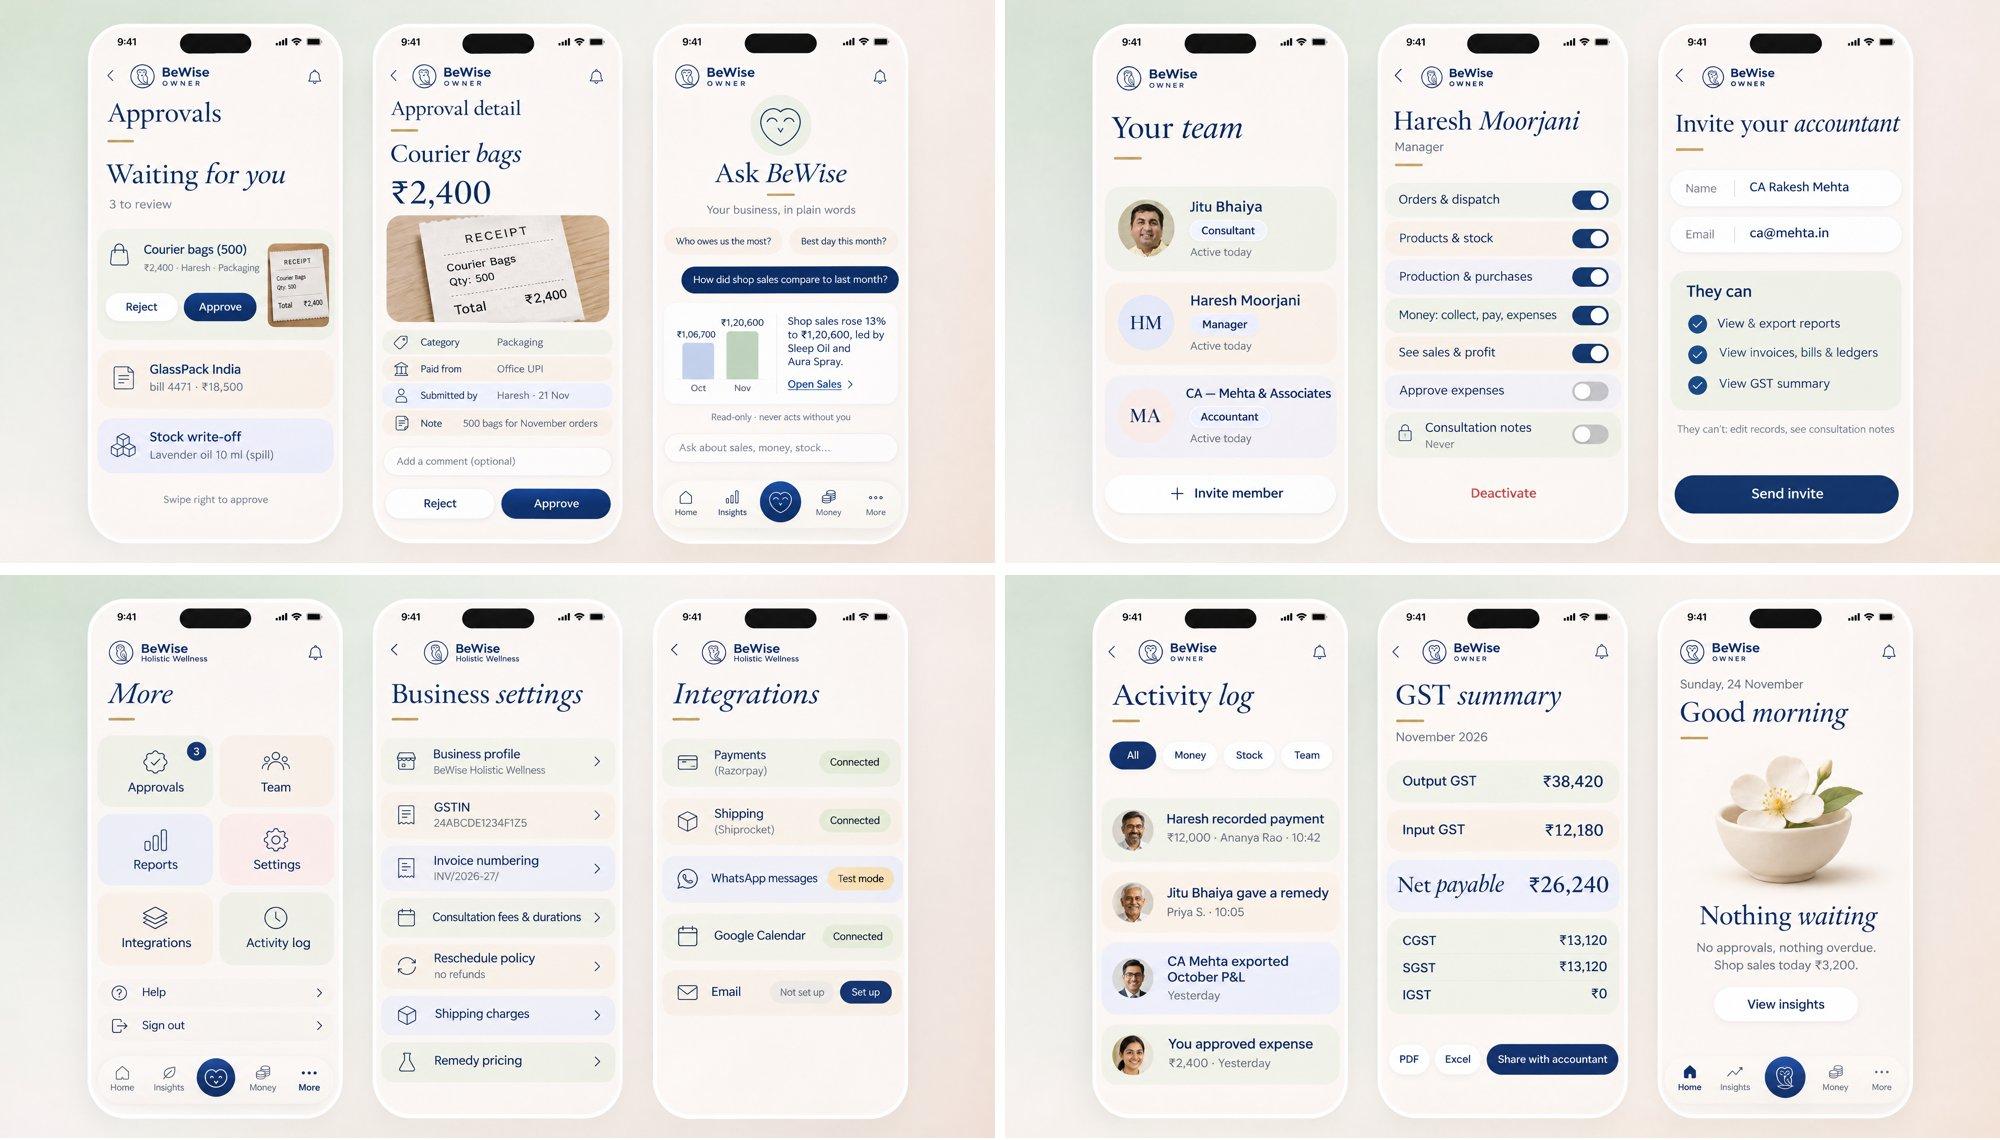 9:41
BeWise
OWNER
Approvals
Waiting for you
3 to review
Courier bags (500)
₹2,400 · Haresh · Packaging
Reject
Approve
RECEIPT
Courier Bags
Qty: 500
Total ₹2,400
GlassPack India
bill 4471 · ₹18,500
Stock write-off
Lavender oil 10 ml (spill)
Swipe right to approve
9:41
BeWise
OWNER
Approval detail
Courier bags
₹2,400
RECEIPT
Courier Bags
Qty: 500
Total ₹2,400
Category Packaging
Paid from Office UPI
Submitted by Haresh · 21 Nov
Note 500 bags for November orders
Add a comment (optional)
Reject
Approve
9:41
BeWise
OWNER
Ask BeWise
Your business, in plain words
Who owes us the most?
Best day this month?
How did shop sales compare to last month?
₹1,06,700
₹1,20,600
Oct
Nov
Shop sales rose 13%
to ₹1,20,600, led by
Sleep Oil and
Aura Spray.
Open Sales
Read-only · never acts without you
Ask about sales, money, stock...
Home
Insights
Money
More
9:41
BeWise
OWNER
Your team
Jitu Bhaiya
Consultant
Active today
HM
Haresh Moorjani
Manager
Active today
MA
CA — Mehta & Associates
Accountant
Active today
+ Invite member
9:41
BeWise
OWNER
Haresh Moorjani
Manager
Orders & dispatch
Products & stock
Production & purchases
Money: collect, pay, expenses
See sales & profit
Approve expenses
Consultation notes
Never
Deactivate
9:41
BeWise
OWNER
Invite your accountant
Name CA Rakesh Mehta
Email ca@mehta.in
They can
View & export reports
View invoices, bills & ledgers
View GST summary
They can't: edit records, see consultation notes
Send invite
9:41
BeWise
Holistic Wellness
More
3
Approvals
Team
Reports
Settings
Integrations
Activity log
Help
Sign out
Home
Insights
Money
More
9:41
BeWise
Holistic Wellness
Business settings
Business profile
BeWise Holistic Wellness
GSTIN
24ABCDE1234F1Z5
Invoice numbering
INV/2026-27/
Consultation fees & durations
Reschedule policy
no refunds
Shipping charges
Remedy pricing
9:41
BeWise
Holistic Wellness
Integrations
Payments
(Razorpay)
Connected
Shipping
(Shiprocket)
Connected
WhatsApp messages
Test mode
Google Calendar
Connected
Email
Not set up
Set up
9:41
BeWise
OWNER
Activity log
All
Money
Stock
Team
Haresh recorded payment
₹12,000 · Ananya Rao · 10:42
Jitu Bhaiya gave a remedy
Priya S. · 10:05
CA Mehta exported
October P&L
Yesterday
You approved expense
₹2,400 · Yesterday
9:41
BeWise
OWNER
GST summary
November 2026
Output GST ₹38,420
Input GST ₹12,180
Net payable ₹26,240
CGST ₹13,120
SGST ₹13,120
IGST ₹0
PDF
Excel
Share with accountant
9:41
BeWise
OWNER
Sunday, 24 November
Good morning
Nothing waiting
No approvals, nothing overdue.
Shop sales today ₹3,200.
View insights
Home
Insights
Money
More